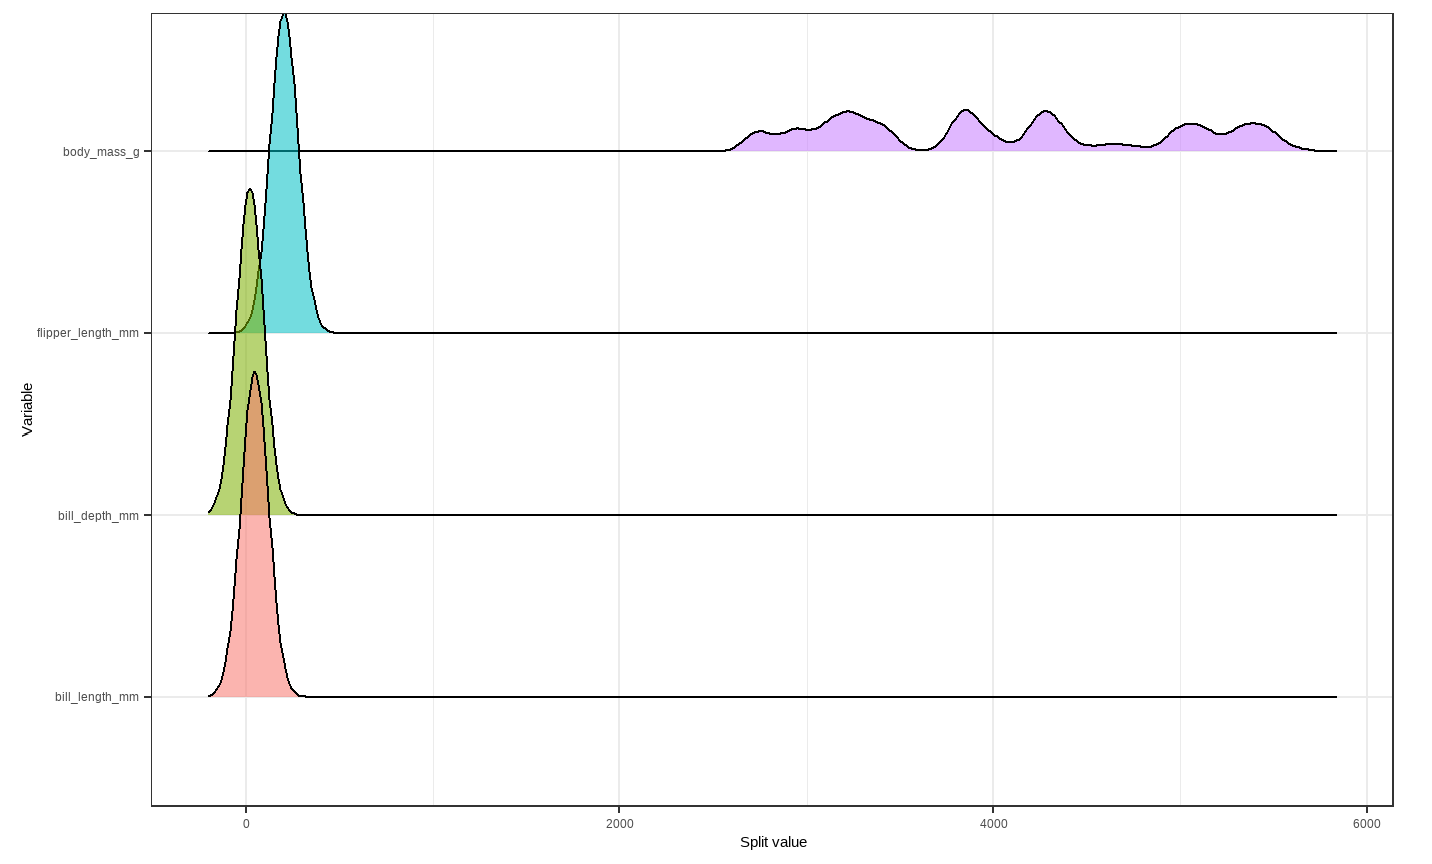 body_mass_g
flipper_length_mm
bill_depth_mm
bill_length_mm
Variable
0 2000 4000 6000
Split value